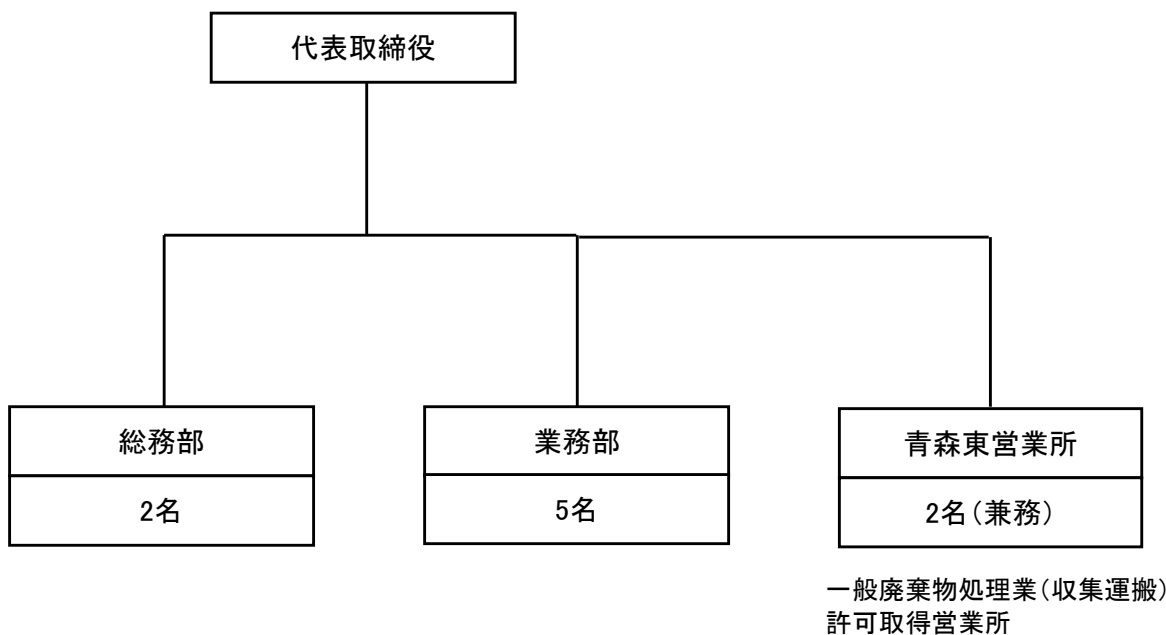 代表取締役
総務部
2名
業務部
5名
青森東営業所
2名（兼務）
一般廃棄物処理業（収集運搬）
許可取得営業所